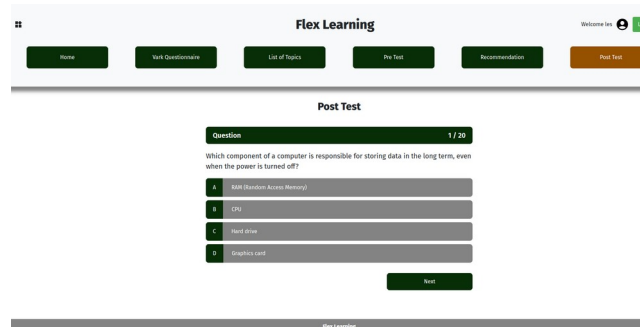 Flex Learning
Welcome les
Home
Vark Questionnaire
List of Topics
Pre Test
Recommendation
Post Test
Post Test
Question 1 / 20
Which component of a computer is responsible for storing data in the long term, even
when the power is turned off?
A RAM (Random Access Memory)
B CPU
C Hard drive
D Graphics card
Next
Flex Learning